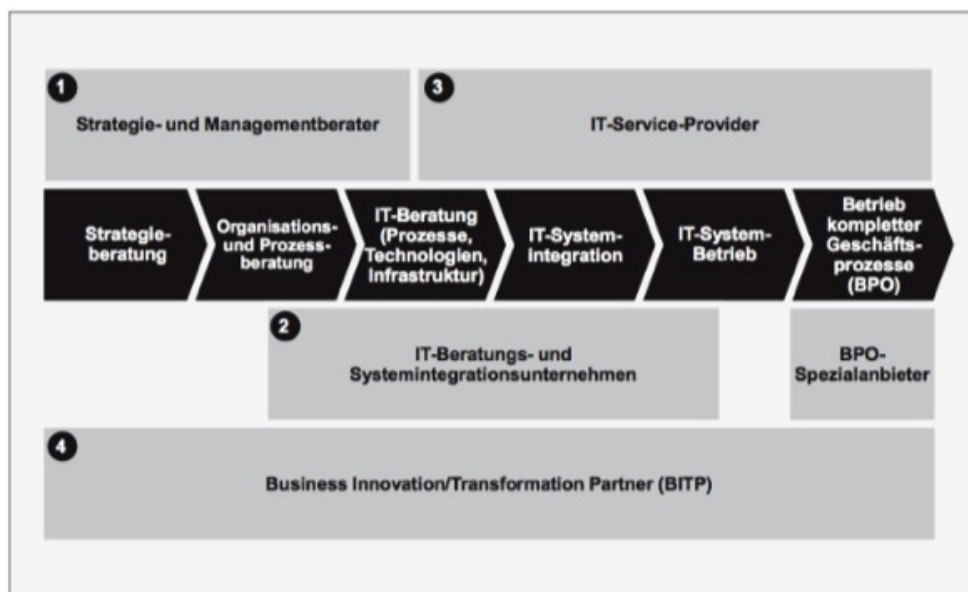 1
Strategie- und Managementberater
3
IT-Service-Provider
Strategie-
beratung
Organisations-
und Prozess-
beratung
IT-Beratung
(Prozesse,
Technologien,
Infrastruktur)
IT-System-
integration
IT-System-
Betrieb
Betrieb
kompletter
Geschäfts-
prozesse
(BPO)
2
IT-Beratungs- und
Systemintegrationsunternehmen
BPO-
Spezialanbieter
4
Business Innovation/Transformation Partner (BITP)